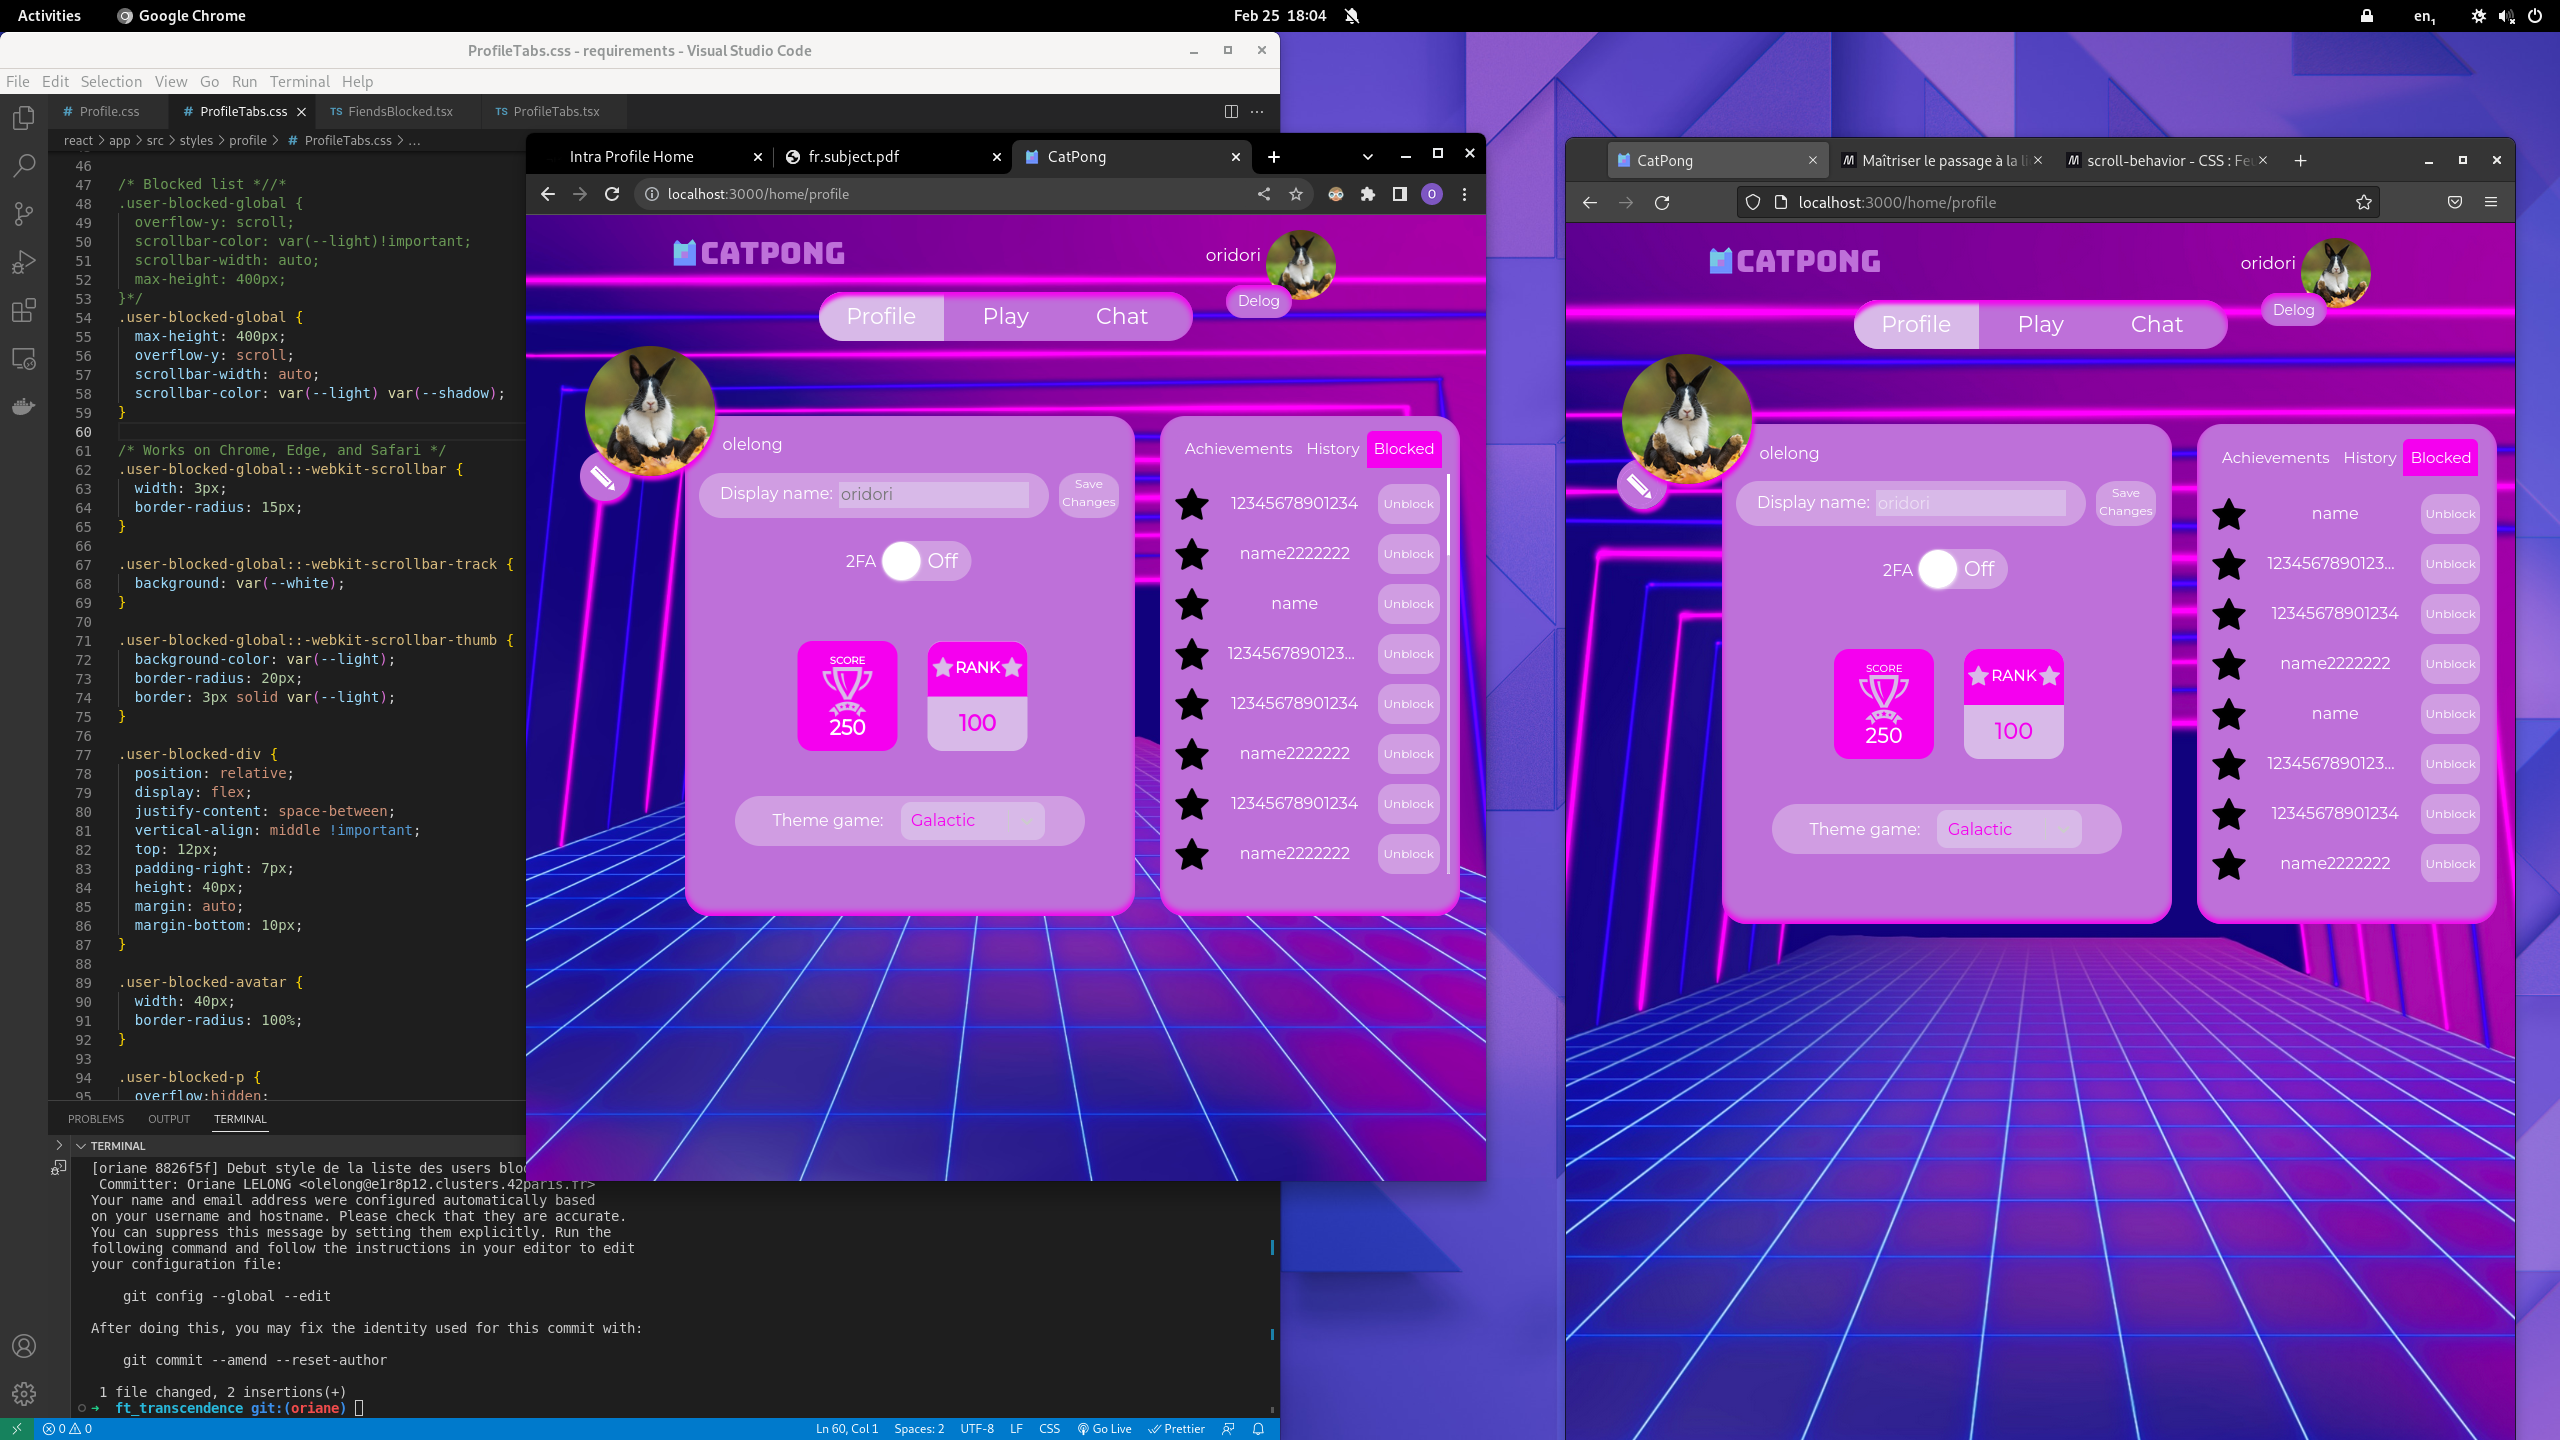 Activities
Google Chrome
Feb 25 18:04
en1
ProfileTabs.css - requirements - Visual Studio Code
File Edit Selection View Go Run Terminal Help
# Profile.css
# ProfileTabs.css
TS FiendsBlocked.tsx
TS ProfileTabs.tsx
react > app > src > styles > profile > # ProfileTabs.css > ...
46
47 /* Blocked list *//*
48 .user-blocked-global {
49 overflow-y: scroll;
50 scrollbar-color: var(--light)!important;
51 scrollbar-width: auto;
52 max-height: 400px;
53 }*/
54 .user-blocked-global {
55 max-height: 400px;
56 overflow-y: scroll;
57 scrollbar-width: auto;
58 scrollbar-color: var(--light) var(--shadow);
59 }
60
61 /* Works on Chrome, Edge, and Safari */
62 .user-blocked-global::-webkit-scrollbar {
63 width: 3px;
64 border-radius: 15px;
65 }
66
67 .user-blocked-global::-webkit-scrollbar-track {
68 background: var(--white);
69 }
70
71 .user-blocked-global::-webkit-scrollbar-thumb {
72 background-color: var(--light);
73 border-radius: 20px;
74 border: 3px solid var(--light);
75 }
76
77 .user-blocked-div {
78 position: relative;
79 display: flex;
80 justify-content: space-between;
81 vertical-align: middle !important;
82 top: 12px;
83 padding-right: 7px;
84 height: 40px;
85 margin: auto;
86 margin-bottom: 10px;
87 }
88
89 .user-blocked-avatar {
90 width: 40px;
91 border-radius: 100%;
92 }
93
94 .user-blocked-p {
95 overflow:hidden;
PROBLEMS OUTPUT TERMINAL
TERMINAL
[oriane 8826f5f] Debut style de la liste des users bloc
Committer: Oriane LELONG <olelong@e1r8p12.clusters.42paris.fr>
Your name and email address were configured automatically based
on your username and hostname. Please check that they are accurate.
You can suppress this message by setting them explicitly. Run the
following command and follow the instructions in your editor to edit
your configuration file:
git config --global --edit
After doing this, you may fix the identity used for this commit with:
git commit --amend --reset-author
1 file changed, 2 insertions(+)
ft_transcendence git:(oriane)
0 0
Ln 60, Col 1 Spaces: 2 UTF-8 LF CSS Go Live Prettier
Intra Profile Home
fr.subject.pdf
CatPong
localhost:3000/home/profile
O
CATPONG
oridori
Delog
Profile Play Chat
olelong
Display name: oridori
Save
Changes
2FA Off
SCORE
250
RANK
100
Theme game: Galactic
Achievements History Blocked
12345678901234 Unblock
name2222222 Unblock
name Unblock
1234567890123... Unblock
12345678901234 Unblock
name2222222 Unblock
12345678901234 Unblock
name2222222 Unblock
CatPong
Maîtriser le passage à la li
scroll-behavior - CSS : Feu
localhost:3000/home/profile
CATPONG
oridori
Delog
Profile Play Chat
olelong
Display name: oridori
Save
Changes
2FA Off
SCORE
250
RANK
100
Theme game: Galactic
Achievements History Blocked
name Unblock
1234567890123... Unblock
12345678901234 Unblock
name2222222 Unblock
name Unblock
1234567890123... Unblock
12345678901234 Unblock
name2222222 Unblock